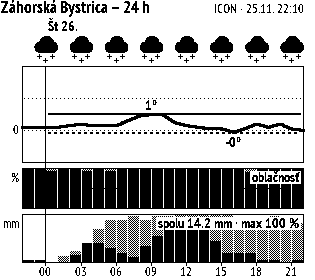 Záhorská Bystrica – 24 h
ICON · 25.11. 22:10
Št 26.
1°
0
-0°
%
oblačnosť
mm
spolu 14.2 mm · max 100 %
00 03 06 09 12 15 18 21